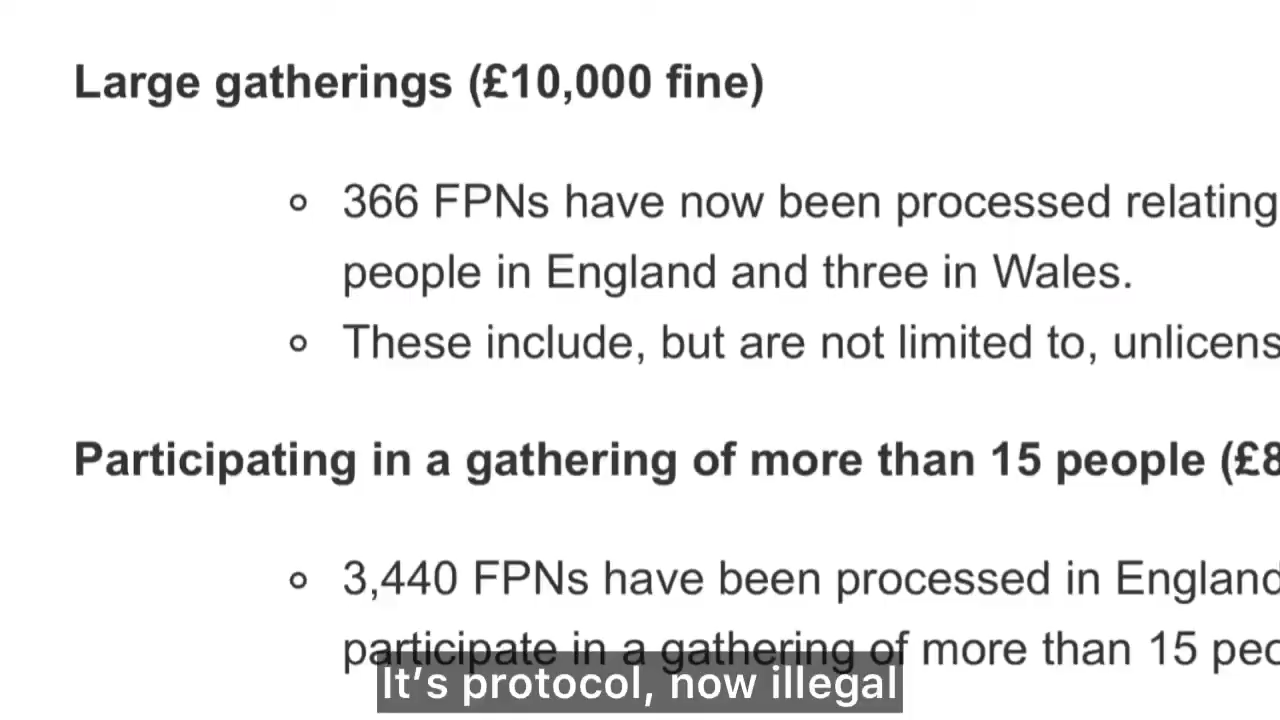 Large gatherings (£10,000 fine)
366 FPNs have now been processed relating
people in England and three in Wales.
These include, but are not limited to, unlicens
Participating in a gathering of more than 15 people (£8
3,440 FPNs have been processed in England
participate in a gathering of more than 15 peo
It's protocol, now illegal